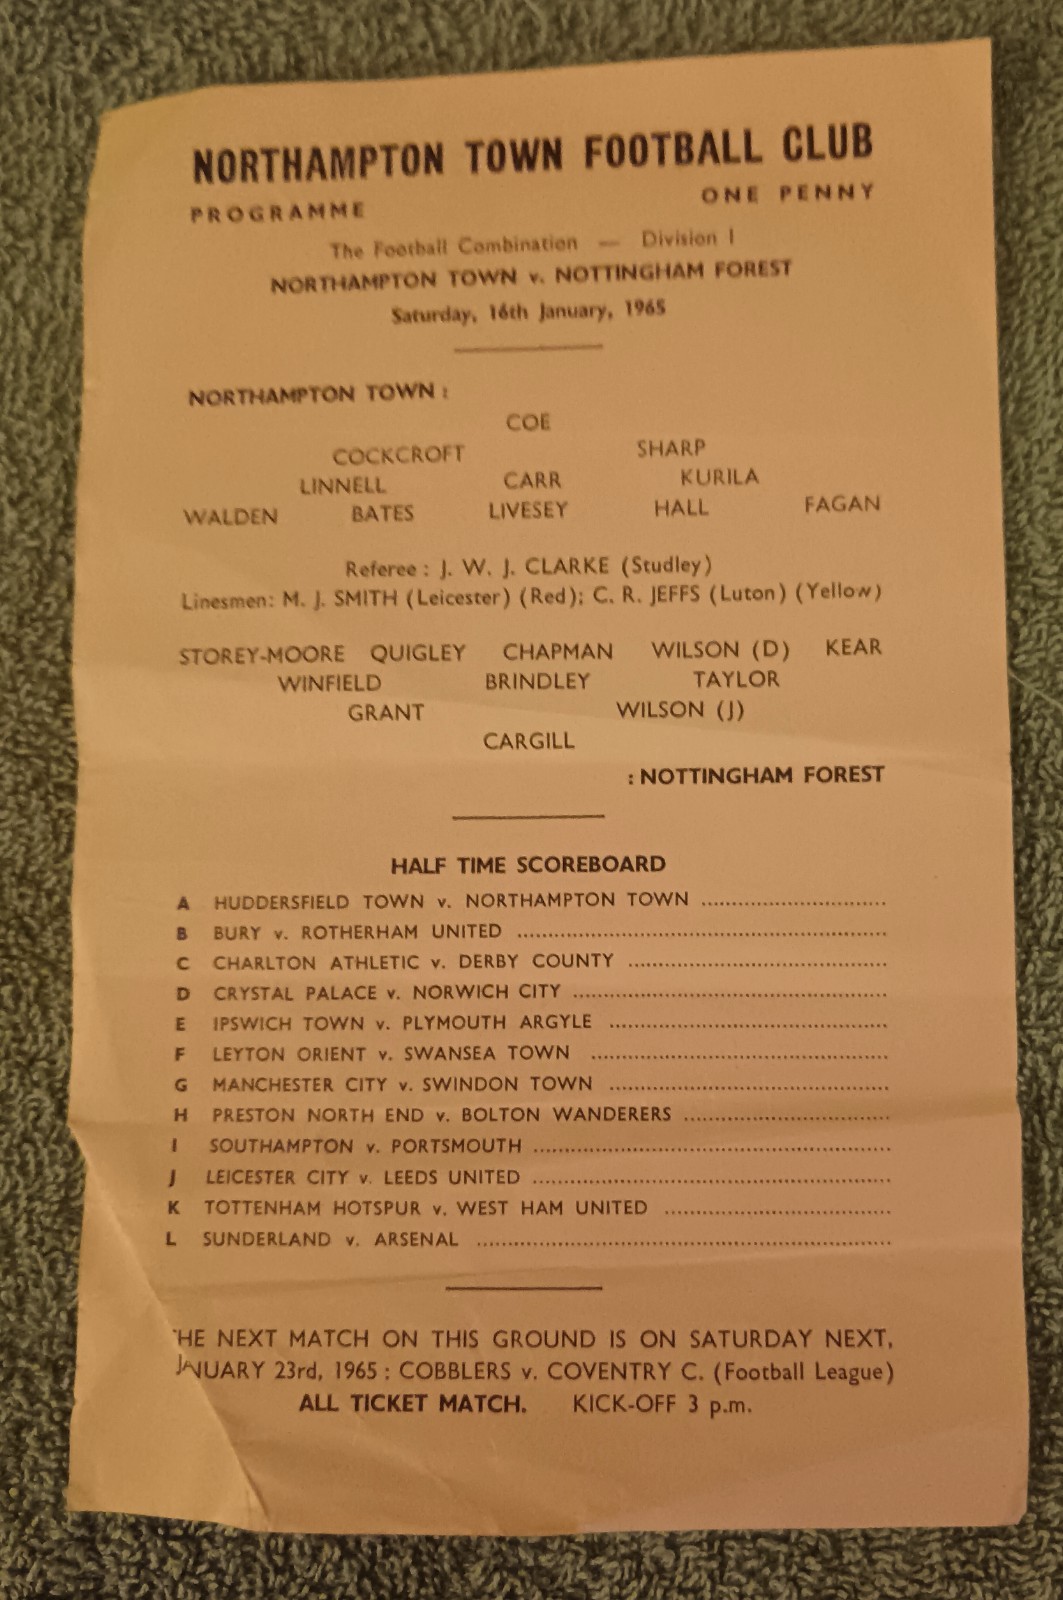 NORTHAMPTON TOWN FOOTBALL CLUB
PROGRAMME ONE PENNY
The Football Combination — Division I
NORTHAMPTON TOWN v. NOTTINGHAM FOREST
Saturday, 16th January, 1965
NORTHAMPTON TOWN :
COE
COCKCROFT SHARP
LINNELL CARR KURILA
WALDEN BATES LIVESEY HALL FAGAN
Referee : J. W. J. CLARKE (Studley)
Linesmen: M. J. SMITH (Leicester) (Red); C. R. JEFFS (Luton) (Yellow)
STOREY-MOORE QUIGLEY CHAPMAN WILSON (D) KEAR
WINFIELD BRINDLEY TAYLOR
GRANT WILSON (J)
CARGILL
: NOTTINGHAM FOREST
HALF TIME SCOREBOARD
A HUDDERSFIELD TOWN v. NORTHAMPTON TOWN ..............................
B BURY v. ROTHERHAM UNITED ............................................................
C CHARLTON ATHLETIC v. DERBY COUNTY ..........................................
D CRYSTAL PALACE v. NORWICH CITY ...................................................
E IPSWICH TOWN v. PLYMOUTH ARGYLE .............................................
F LEYTON ORIENT v. SWANSEA TOWN ................................................
G MANCHESTER CITY v. SWINDON TOWN .............................................
H PRESTON NORTH END v. BOLTON WANDERERS .................................
I SOUTHAMPTON v. PORTSMOUTH ..........................................................
J LEICESTER CITY v. LEEDS UNITED ..........................................................
K TOTTENHAM HOTSPUR v. WEST HAM UNITED .....................................
L SUNDERLAND v. ARSENAL ....................................................................
THE NEXT MATCH ON THIS GROUND IS ON SATURDAY NEXT,
JANUARY 23rd, 1965 : COBBLERS v. COVENTRY C. (Football League)
ALL TICKET MATCH. KICK-OFF 3 p.m.